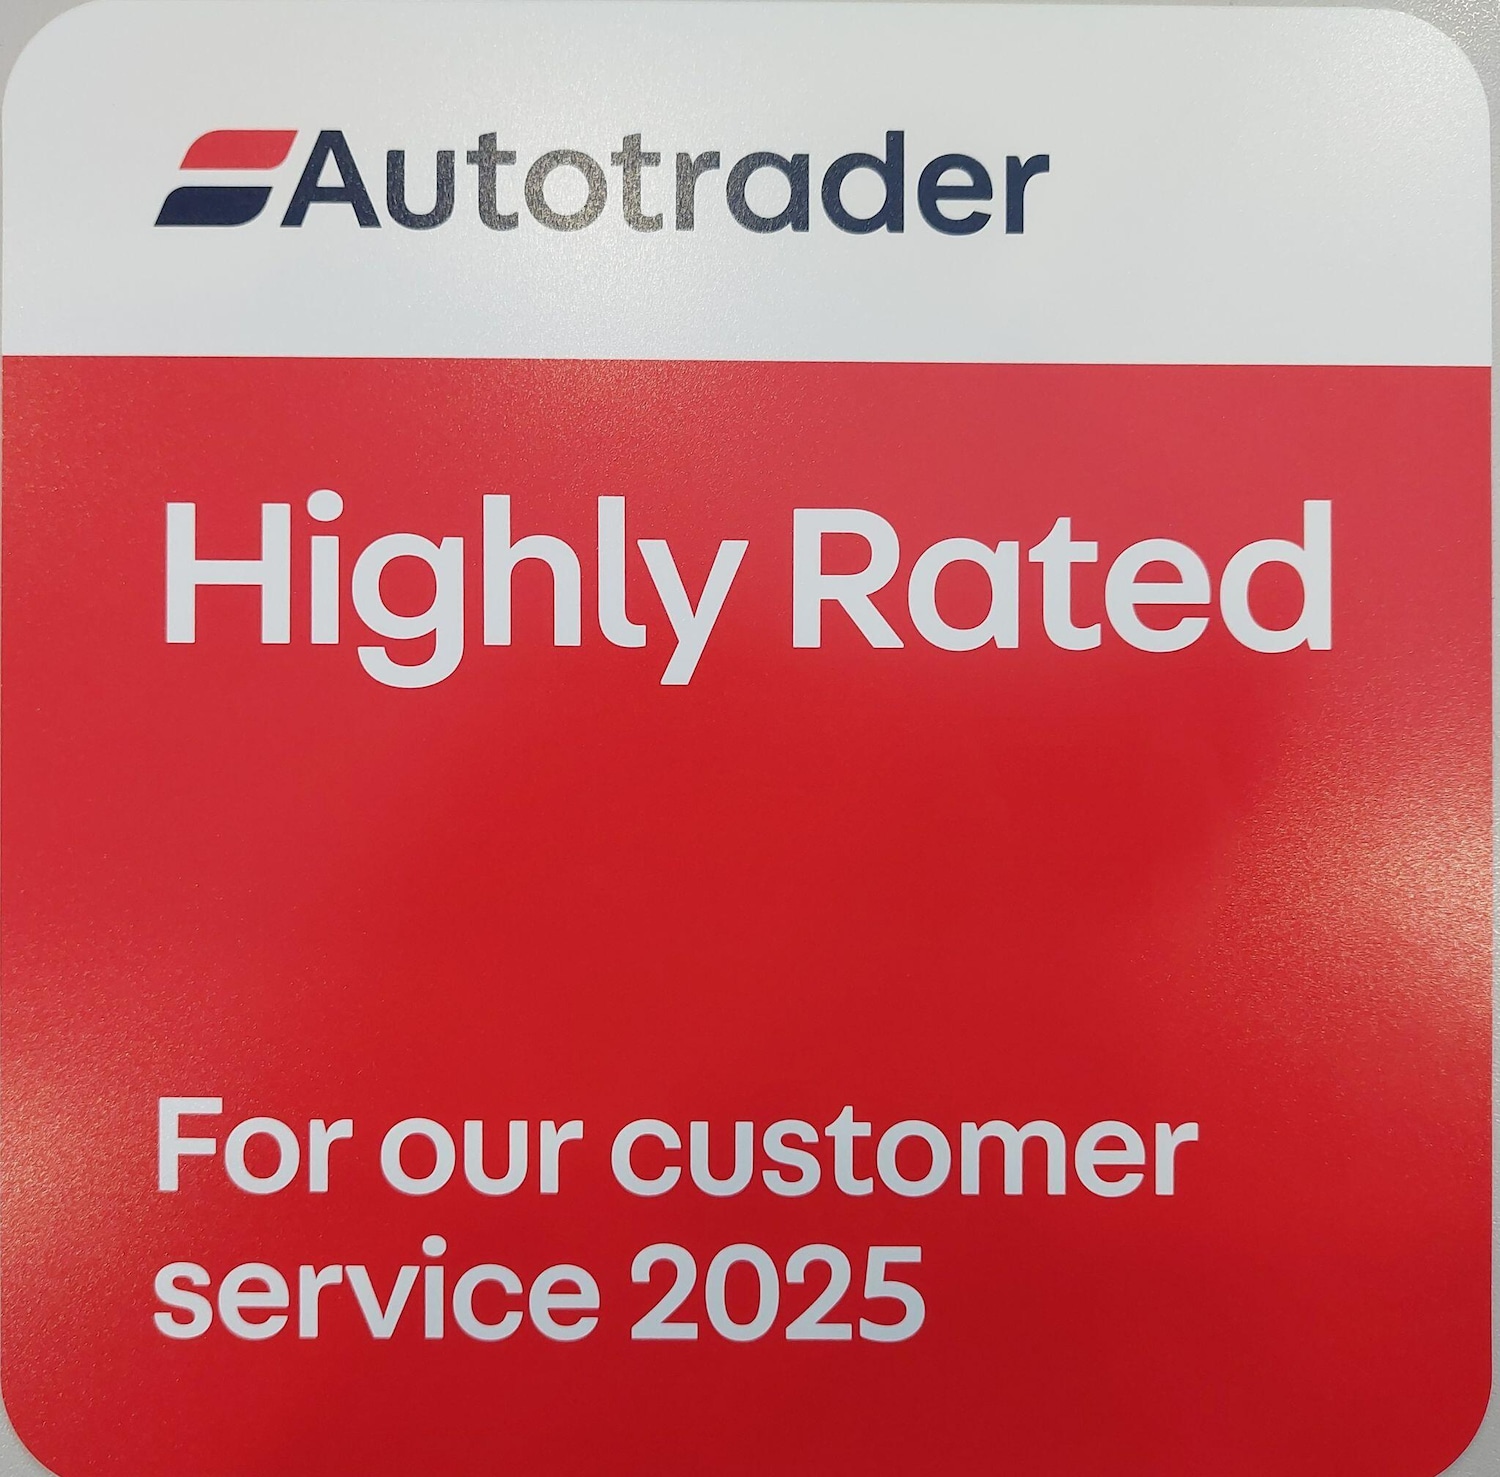 Autotrader
Highly Rated
For our customer
service 2025